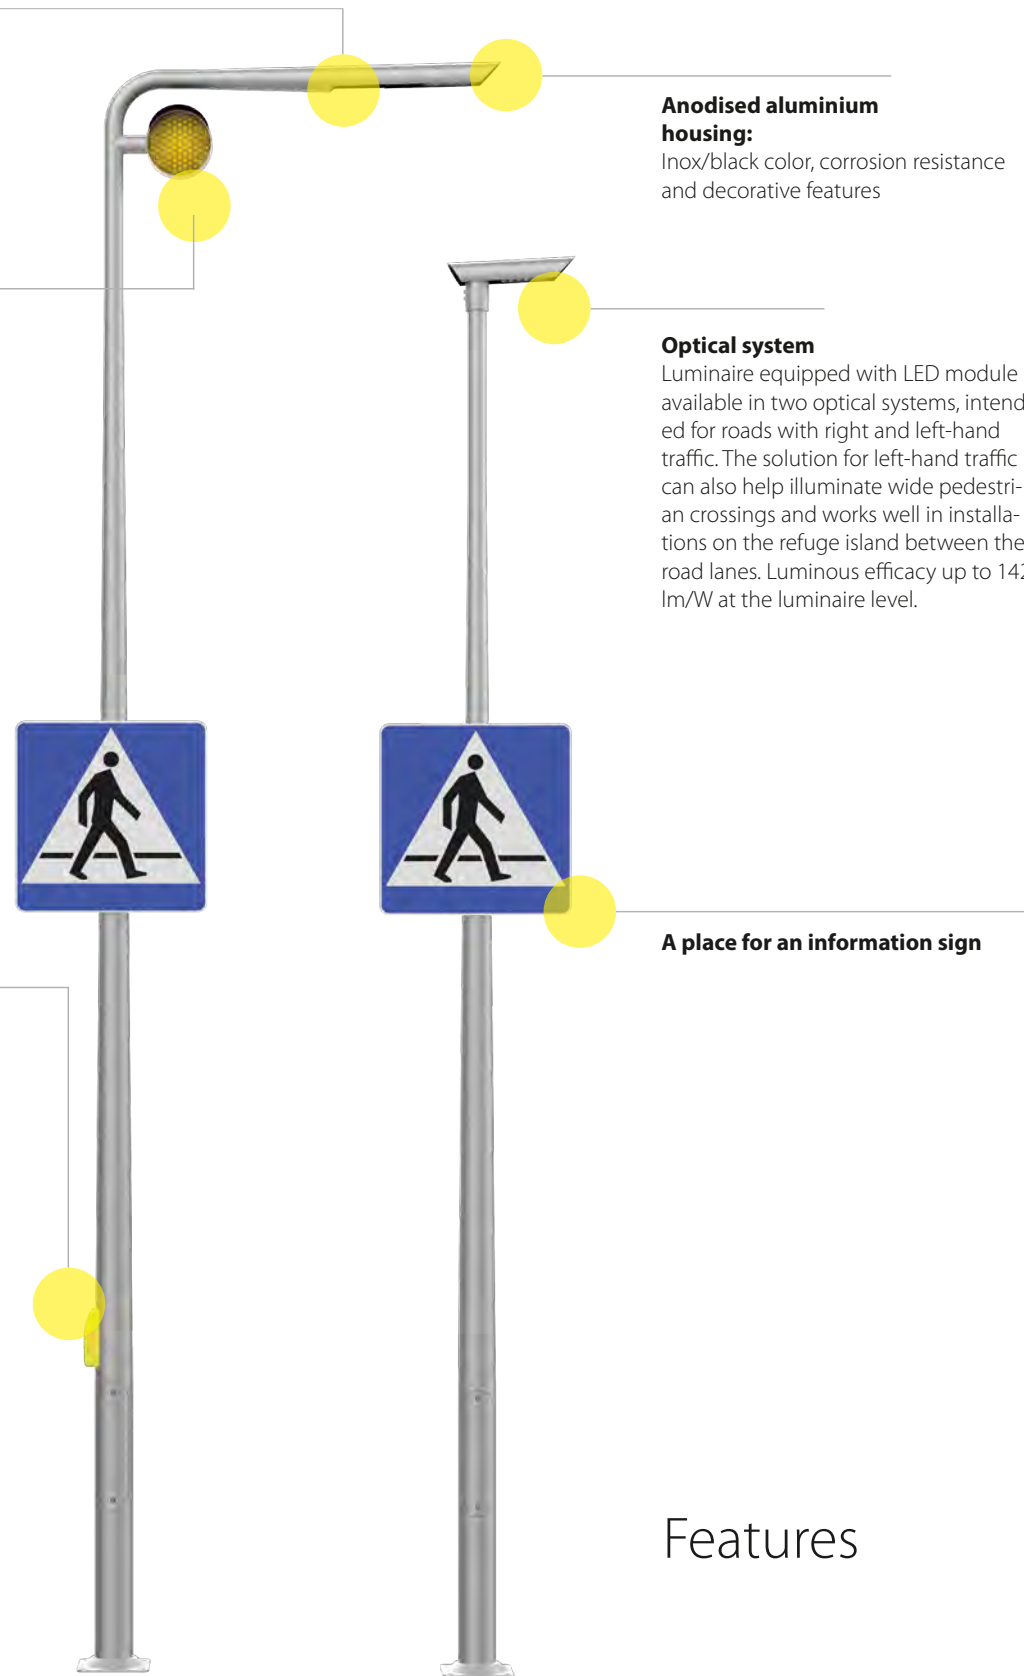 Anodised aluminium
housing:
Inox/black color, corrosion resistance
and decorative features
Optical system
Luminaire equipped with LED module
available in two optical systems, intend
ed for roads with right and left-hand
traffic. The solution for left-hand traffic
can also help illuminate wide pedestri-
an crossings and works well in installa-
tions on the refuge island between the
road lanes. Luminous efficacy up to 142
lm/W at the luminaire level.
A place for an information sign
Features